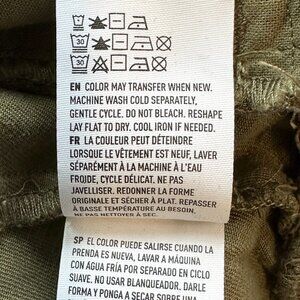 30
30
EN COLOR MAY TRANSFER WHEN NEW.
MACHINE WASH COLD SEPARATELY,
GENTLE CYCLE. DO NOT BLEACH. RESHAPE
LAY FLAT TO DRY. COOL IRON IF NEEDED.
FR LA COULEUR PEUT DÉTEINDRE
LORSQUE LE VÊTEMENT EST NEUF, LAVER
SÉPARÉMENT À LA MACHINE À L'EAU
FROIDE, CYCLE DÉLICAT. NE PAS
JAVELLISER. REDONNER LA FORME
ORIGINALE ET SÉCHER À PLAT. REPASSER
À BASSE TEMPÉRATURE AU BESOIN,
NE PAS NETTOYER À SEC.
SP EL COLOR PUEDE SALIRSE CUANDO LA
PRENDA ES NUEVA, LAVAR A MÁQUINA
CON AGUA FRÍA POR SEPARADO EN CICLO
SUAVE. NO USAR BLANQUEADOR. DARLE
FORMA Y PONGA A SECAR SOBRE UNA